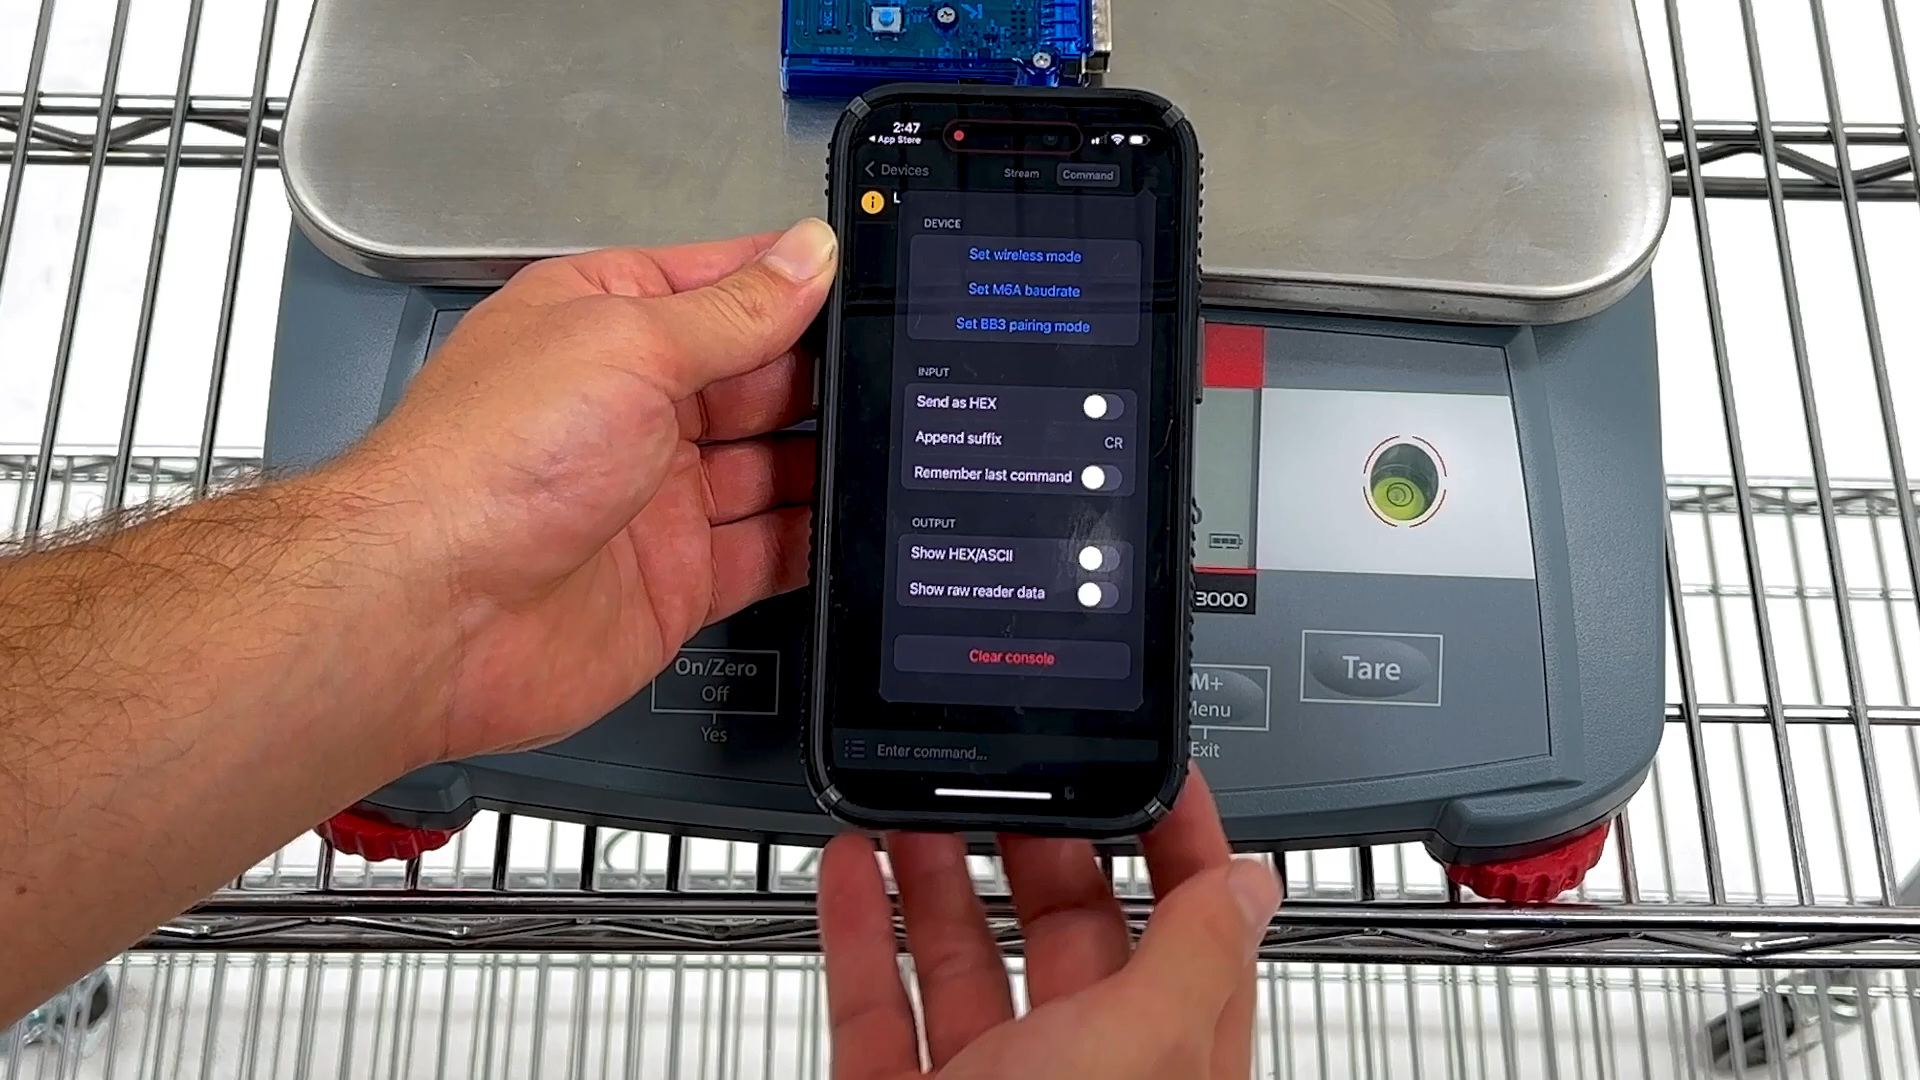 2:47
App Store
Devices
Stream
Command
L
DEVICE
Set wireless mode
Set M6A baudrate
Set BB3 pairing mode
INPUT
Send as HEX
Append suffix
CR
Remember last command
OUTPUT
Show HEX/ASCII
Show raw reader data
Clear console
Enter command...
3000
On/Zero
Off
Yes
M+
Menu
Exit
Tare